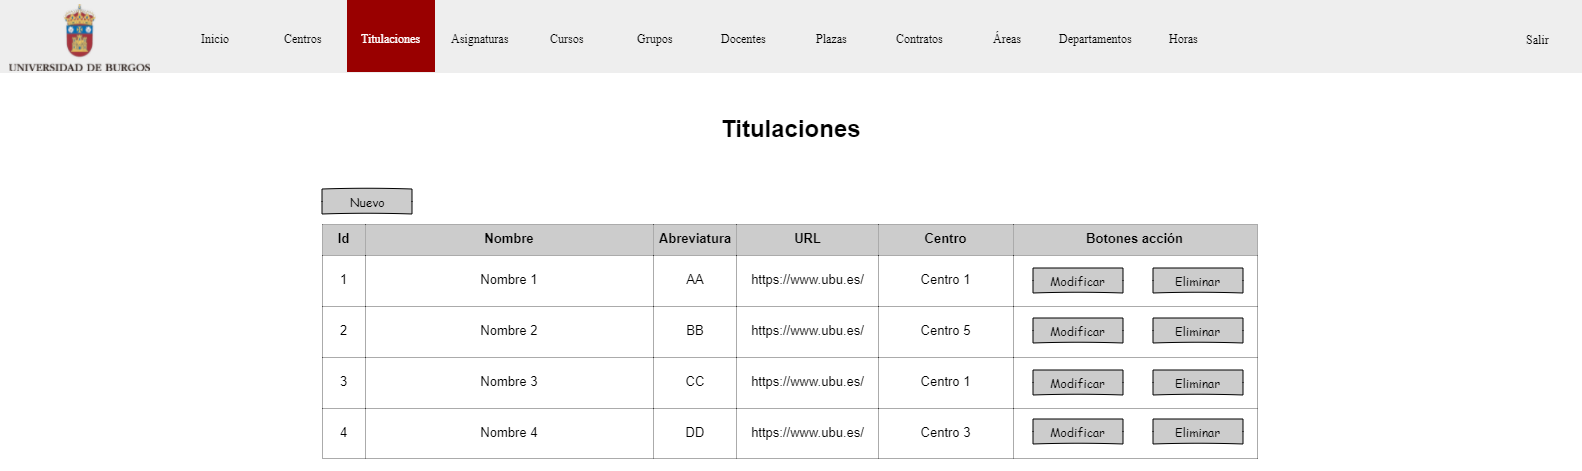 UNIVERSIDAD DE BURGOS
Inicio Centros Titulaciones Asignaturas Cursos Grupos Docentes Plazas Contratos Áreas Departamentos Horas Salir
Titulaciones
Nuevo
Id Nombre Abreviatura URL Centro Botones acción
1 Nombre 1 AA https://www.ubu.es/ Centro 1 Modificar Eliminar
2 Nombre 2 BB https://www.ubu.es/ Centro 5 Modificar Eliminar
3 Nombre 3 CC https://www.ubu.es/ Centro 1 Modificar Eliminar
4 Nombre 4 DD https://www.ubu.es/ Centro 3 Modificar Eliminar